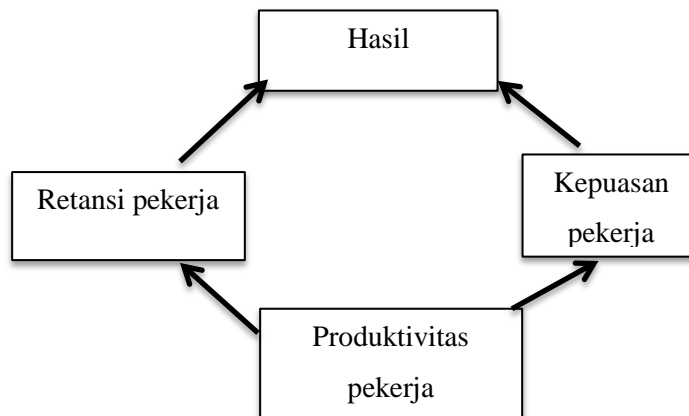 Hasil
Retansi pekerja
Kepuasan
pekerja
Produktivitas
pekerja